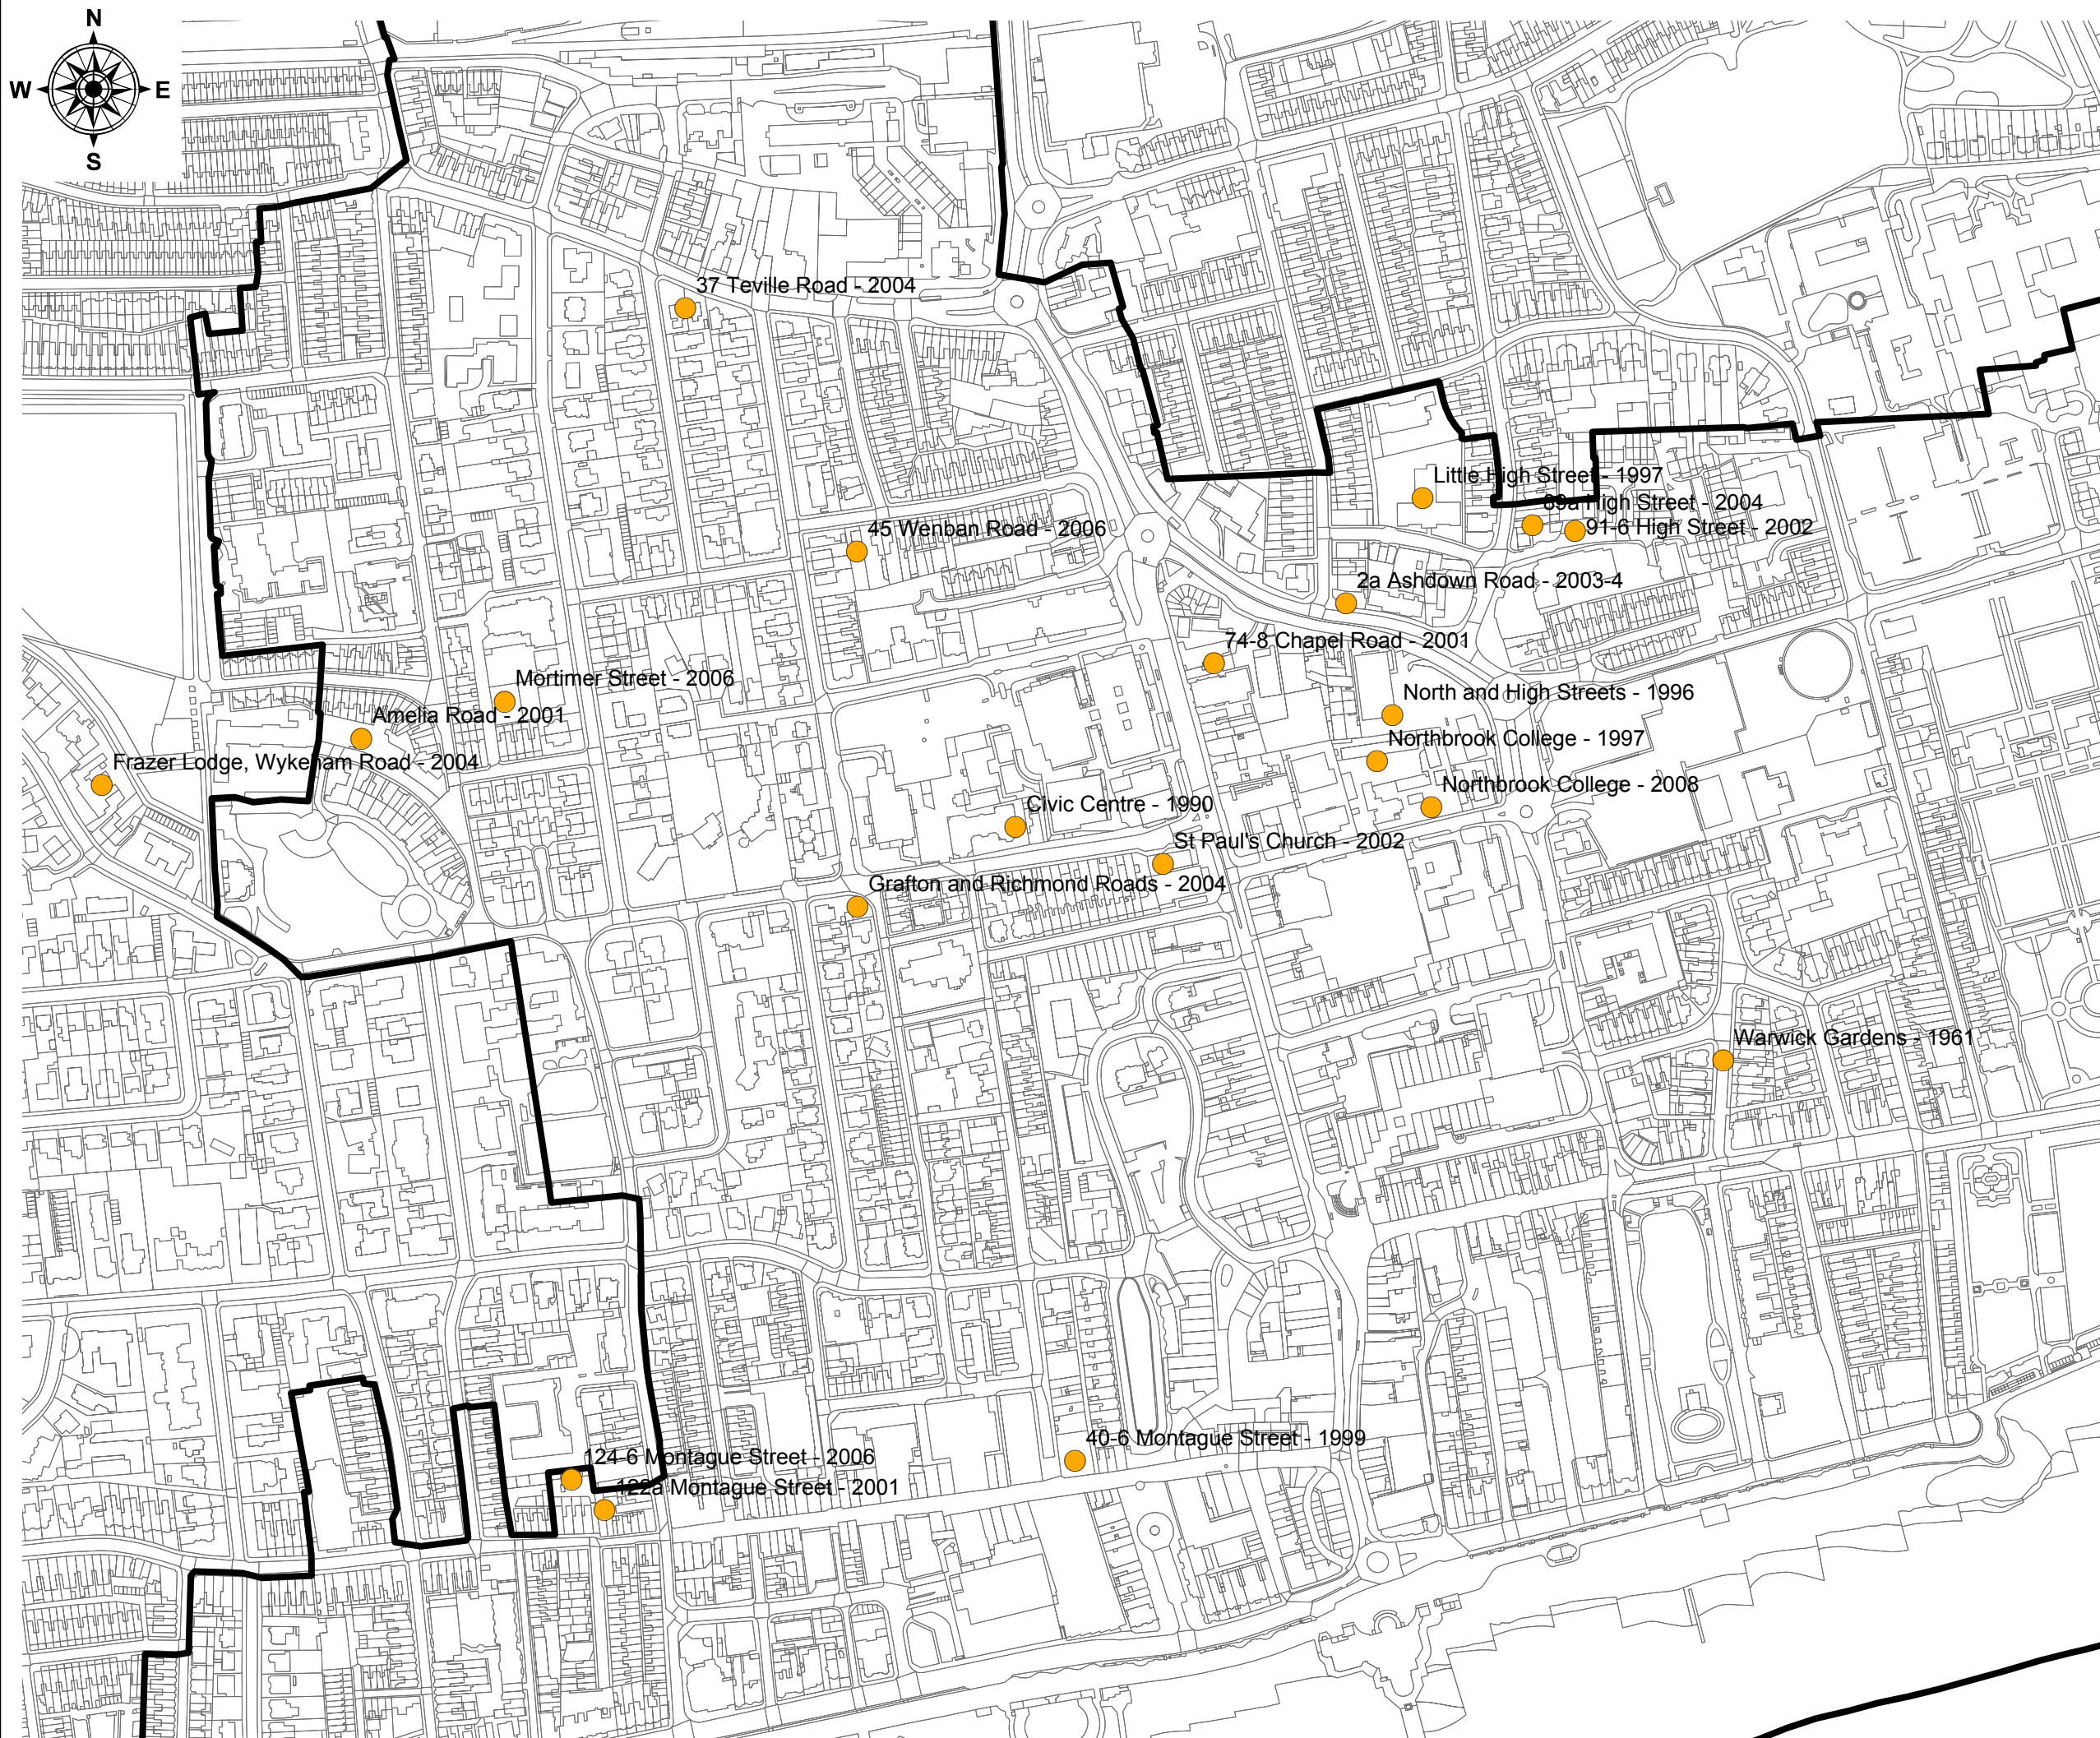 N
W E
S
37 Teville Road - 2004
Little High Street - 1997
89a High Street - 2004
45 Wenban Road - 2006
91-6 High Street - 2002
2a Ashdown Road - 2003-4
74-8 Chapel Road - 2001
Mortimer Street - 2006
North and High Streets - 1996
Amelia Road - 2001
Northbrook College - 1997
Frazer Lodge, Wykeham Road - 2004
Northbrook College - 2008
Civic Centre - 1990
St Paul's Church - 2002
Grafton and Richmond Roads - 2004
Warwick Gardens - 1961
40-6 Montague Street - 1999
124-6 Montague Street - 2006
122a Montague Street - 2001